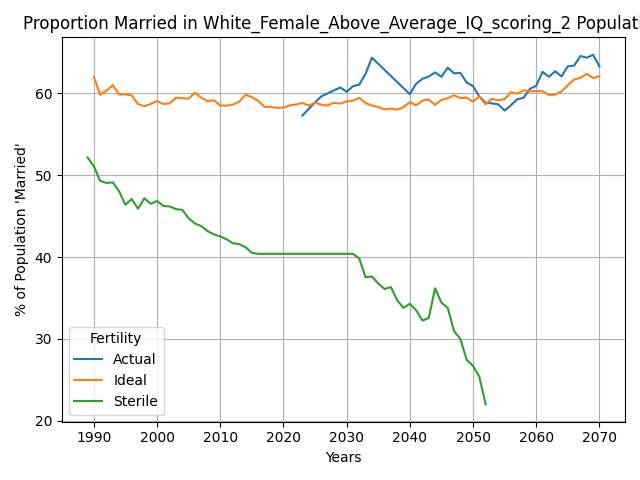 Proportion Married in White_Female_Above_Average_IQ_scoring_2 Populati
% of Population 'Married'
60
50
40
30
20
Fertility
Actual
Ideal
Sterile
1990 2000 2010 2020 2030 2040 2050 2060 2070
Years